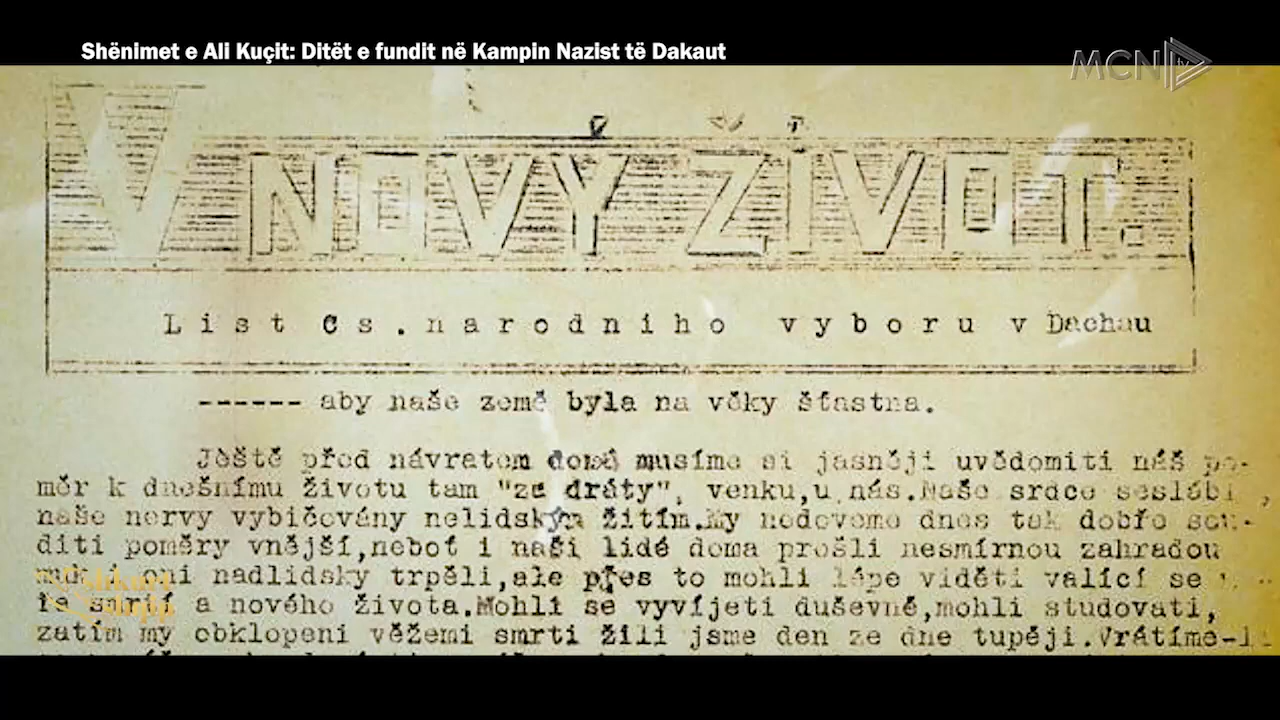 Shënimet e Ali Kuçit: Ditët e fundit në Kampin Nazist të Dakaut
MCN tv
V NOVÝ ŽIVOT.
List Cs. narodniho vyboru v Dachau
------ aby naše země byla na věky šťastna.
Ještě před návratem domů musíme si jasněji uvědomiti náš po-
měr k dnešnímu životu tam "za dráty", venku,u nás.Naše srdce seslábl ,
naše nervy vybičovány nelidským žitím.My nedoveme dnes tak dobře sou-
diti poměry vnější,neboť i naši lidé doma prošli nesmírnou zahradou
oni nadlidsky trpěli,ale přes to mohli lépe viděti valící se
smrtí a nového života.Mohli se vyvíjeti duševně,mohli studovati,
zatím my obklopeni věžemi smrti žili jsme den ze dne tupěji.Vrátíme-li